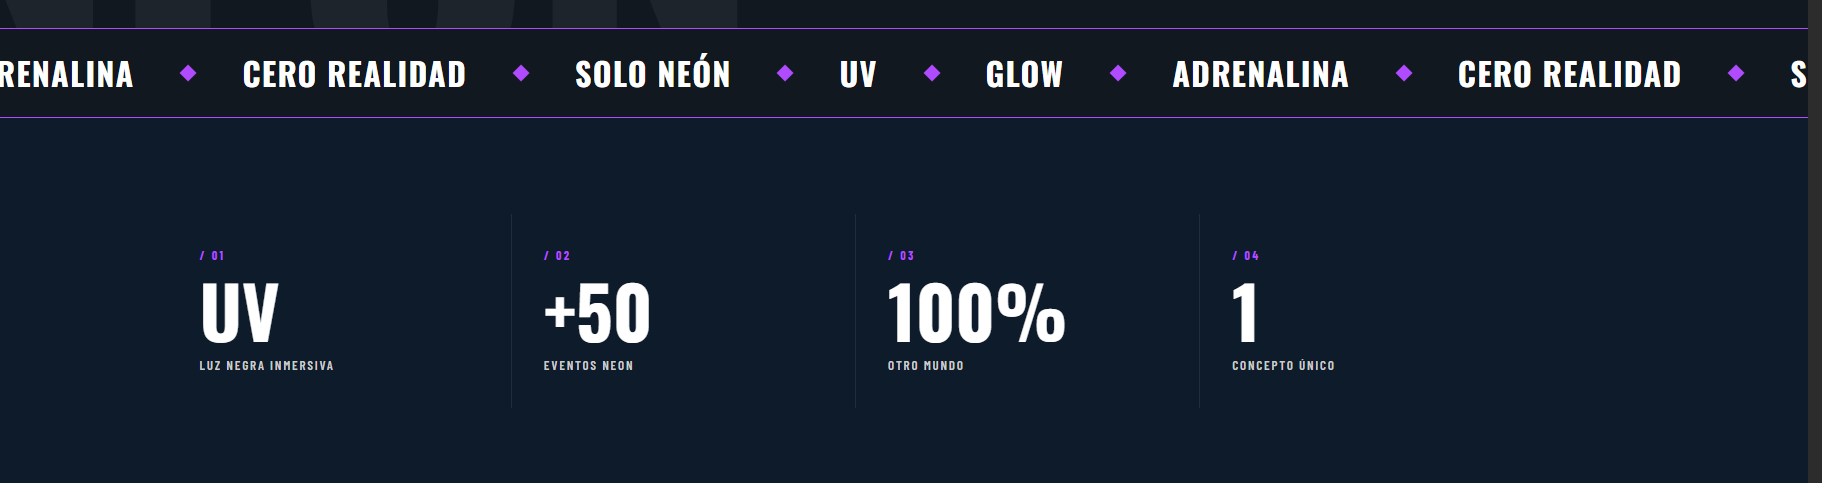 RENALINA ◆ CERO REALIDAD ◆ SOLO NEÓN ◆ UV ◆ GLOW ◆ ADRENALINA ◆ CERO REALIDAD ◆ S
/ 01
UV
LUZ NEGRA INMERSIVA
/ 02
+50
EVENTOS NEON
/ 03
100%
OTRO MUNDO
/ 04
1
CONCEPTO ÚNICO